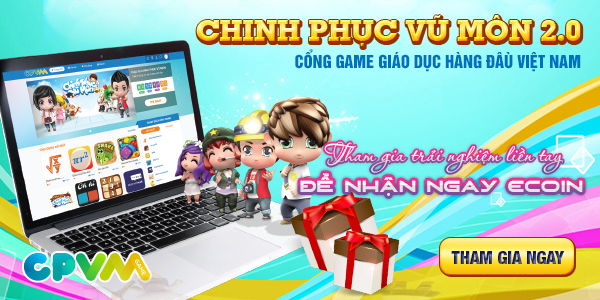 CHINH PHỤC VŨ MÔN 2.0
CỔNG GAME GIÁO DỤC HÀNG ĐẦU VIỆT NAM
CPVM
Tham gia trải nghiệm liền tay
ĐỂ NHẬN NGAY ECOIN
CPVM
THAM GIA NGAY